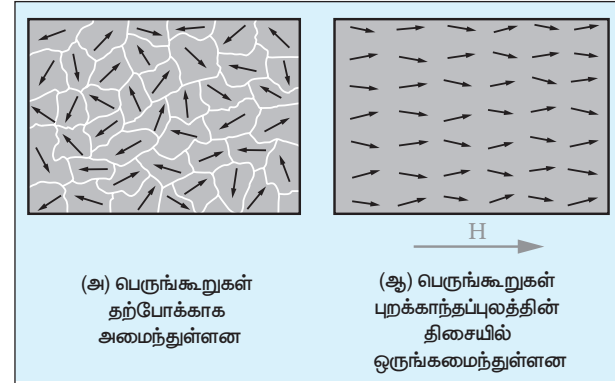 H
(அ) பெருங்கூறுகள்
தற்போக்காக
அமைந்துள்ளன
(ஆ) பெருங்கூறுகள்
புறக்காந்தப்புலத்தின்
திசையில்
ஒருங்கமைந்துள்ளன